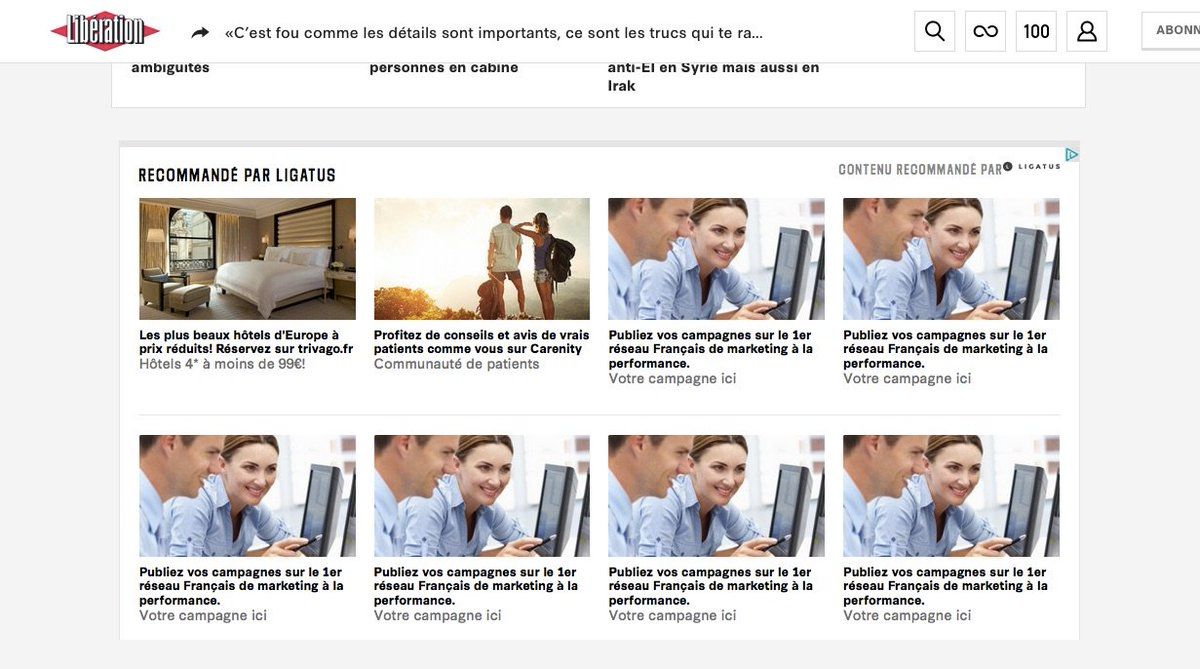 Libération
«C’est fou comme les détails sont importants, ce sont les trucs qui te ra...
100
ABONN
ambiguïtés
personnes en cabine
anti-EI en Syrie mais aussi en
Irak
RECOMMANDÉ PAR LIGATUS
CONTENU RECOMMANDÉ PAR LIGATUS
Les plus beaux hôtels d'Europe à
prix réduits! Réservez sur trivago.fr
Hôtels 4* à moins de 99€!
Profitez de conseils et avis de vrais
patients comme vous sur Carenity
Communauté de patients
Publiez vos campagnes sur le 1er
réseau Français de marketing à la
performance.
Votre campagne ici
Publiez vos campagnes sur le 1er
réseau Français de marketing à la
performance.
Votre campagne ici
Publiez vos campagnes sur le 1er
réseau Français de marketing à la
performance.
Votre campagne ici
Publiez vos campagnes sur le 1er
réseau Français de marketing à la
performance.
Votre campagne ici
Publiez vos campagnes sur le 1er
réseau Français de marketing à la
performance.
Votre campagne ici
Publiez vos campagnes sur le 1er
réseau Français de marketing à la
performance.
Votre campagne ici